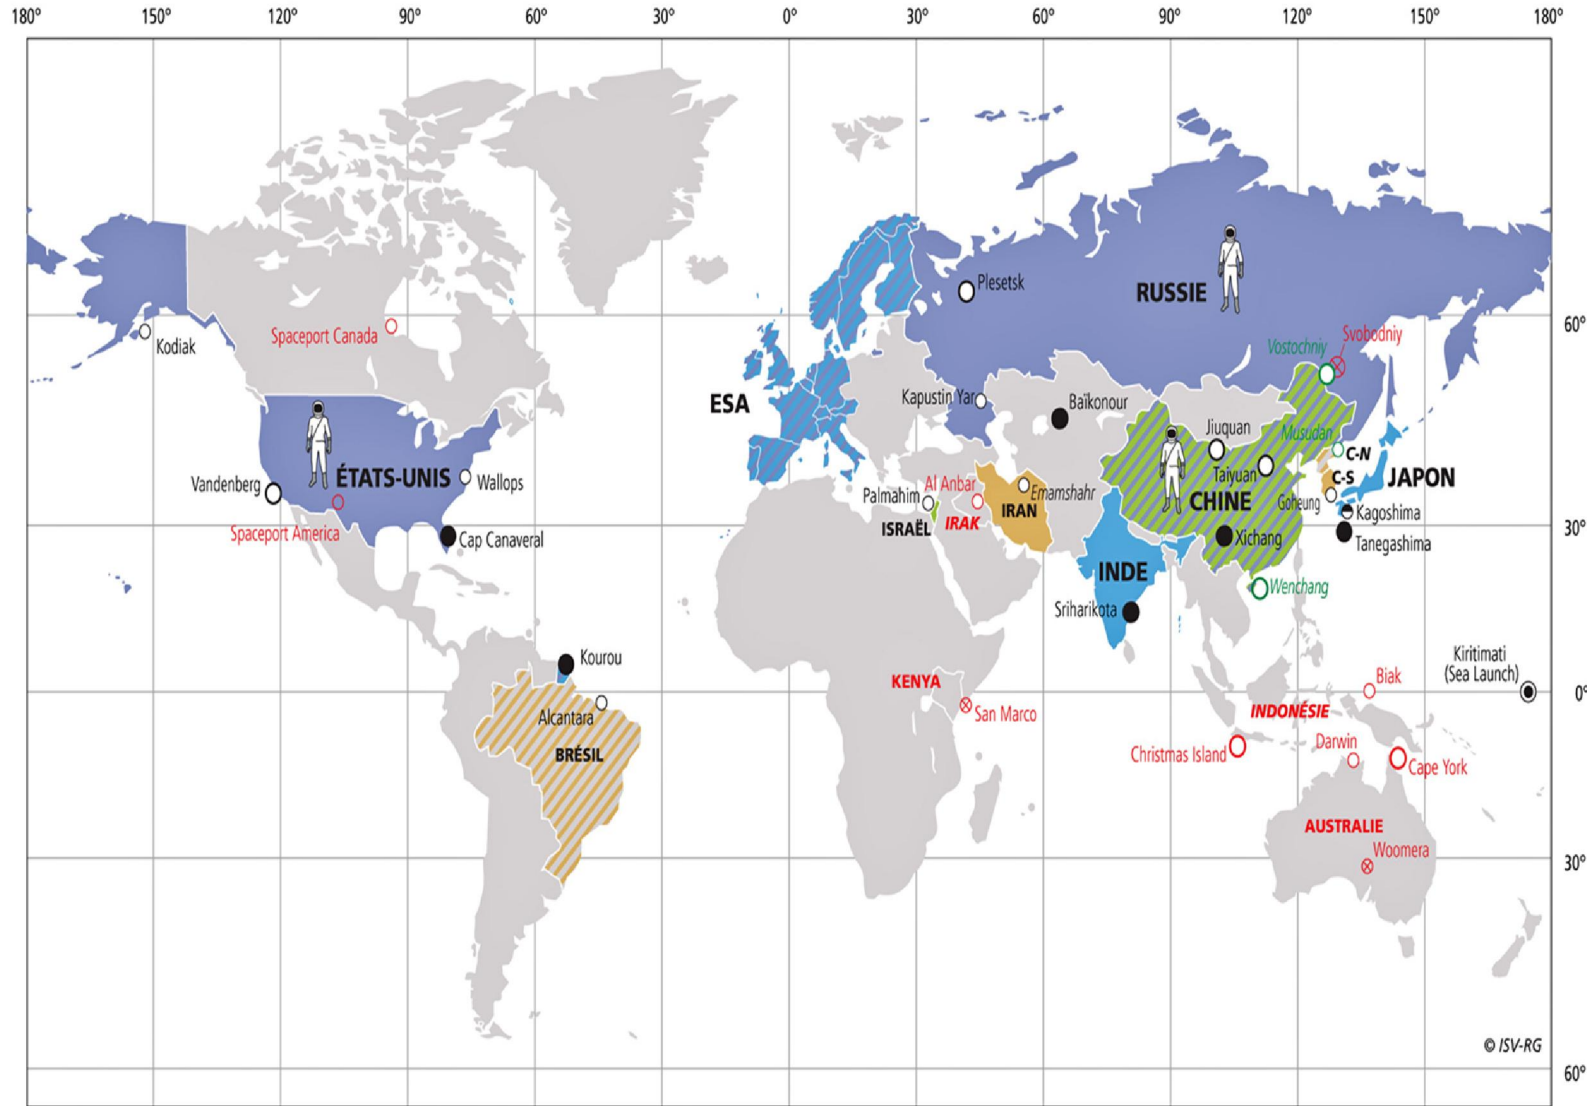 180° 150° 120° 90° 60° 30° 0° 30° 60° 90° 120° 150° 180°
Plesetsk
RUSSIE
60°
Kodiak
Spaceport Canada
Vostochniy
Svobodniy
ESA
Kapustin Yar
Baïkonour
Jiuquan
Musudan
C-N
Vandenberg
ÉTATS-UNIS
Wallops
Al Anbar
Palmahim
Emamshahr
Taiyuan
C-S
JAPON
Spaceport America
Cap Canaveral
ISRAËL
IRAK
IRAN
CHINE
Goheung
Kagoshima
30°
Xichang
Tanegashima
INDE
Wenchang
Sriharikota
Kourou
Kiritimati
(Sea Launch)
KENYA
Biak
0°
Alcantara
San Marco
INDONÉSIE
BRÉSIL
Christmas Island
Darwin
Cape York
AUSTRALIE
Woomera
30°
© ISV-RG
60°